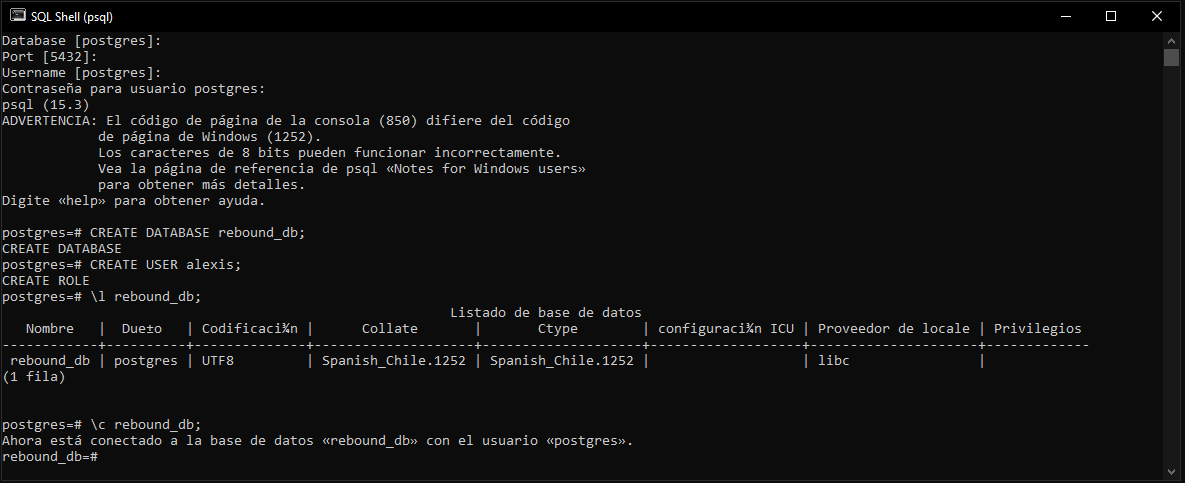 SQL Shell (psql)
Database [postgres]:
Port [5432]:
Username [postgres]:
Contraseña para usuario postgres:
psql (15.3)
ADVERTENCIA: El código de página de la consola (850) difiere del código
            de página de Windows (1252).
            Los caracteres de 8 bits pueden funcionar incorrectamente.
            Vea la página de referencia de psql «Notes for Windows users»
            para obtener más detalles.
Digite «help» para obtener ayuda.

postgres=# CREATE DATABASE rebound_db;
CREATE DATABASE
postgres=# CREATE USER alexis;
CREATE ROLE
postgres=# \l rebound_db;
                                                        Listado de base de datos
   Nombre   |  Due±o   | Codificaci¾n |      Collate       |       Ctype        | configuraci¾n ICU | Proveedor de locale | Privilegios
------------+----------+--------------+--------------------+--------------------+-------------------+---------------------+-------------
 rebound_db | postgres | UTF8         | Spanish_Chile.1252 | Spanish_Chile.1252 |                   | libc                |
(1 fila)

postgres=# \c rebound_db;
Ahora está conectado a la base de datos «rebound_db» con el usuario «postgres».
rebound_db=#